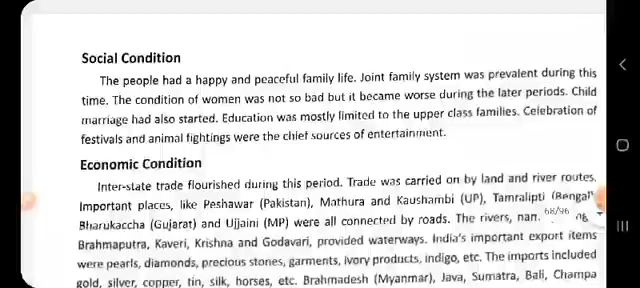 Social Condition
The people had a happy and peaceful family life. Joint family system was prevalent during this
time. The condition of women was not so bad but it became worse during the later periods. Child
marriage had also started. Education was mostly limited to the upper class families. Celebration of
festivals and animal fightings were the chief sources of entertainment.
Economic Condition
Inter-state trade flourished during this period. Trade was carried on by land and river routes.
Important places, like Peshawar (Pakistan), Mathura and Kaushambi (UP), Tamralipti (Bengal
Bharukaccha (Gujarat) and Ujjaini (MP) were all connected by roads. The rivers,
68/96
Brahmaputra, Kaveri, Krishna and Godavari, provided waterways. India's important export items
were pearls, diamonds, precious stones, garments, ivory products, indigo, etc. The imports included
gold, silver, copper, tin, silk, horses, etc. Brahmadesh (Myanmar), Java, Sumatra, Bali, Champa